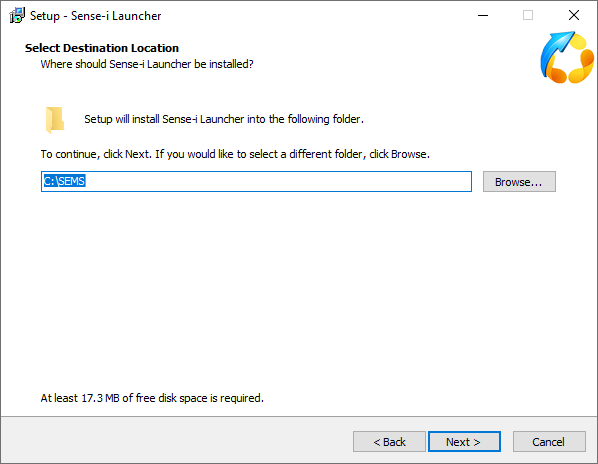 Setup - Sense-i Launcher
Select Destination Location
Where should Sense-i Launcher be installed?
Setup will install Sense-i Launcher into the following folder.
To continue, click Next. If you would like to select a different folder, click Browse.
C:\SEMS
Browse...
At least 17.3 MB of free disk space is required.
< Back
Next >
Cancel